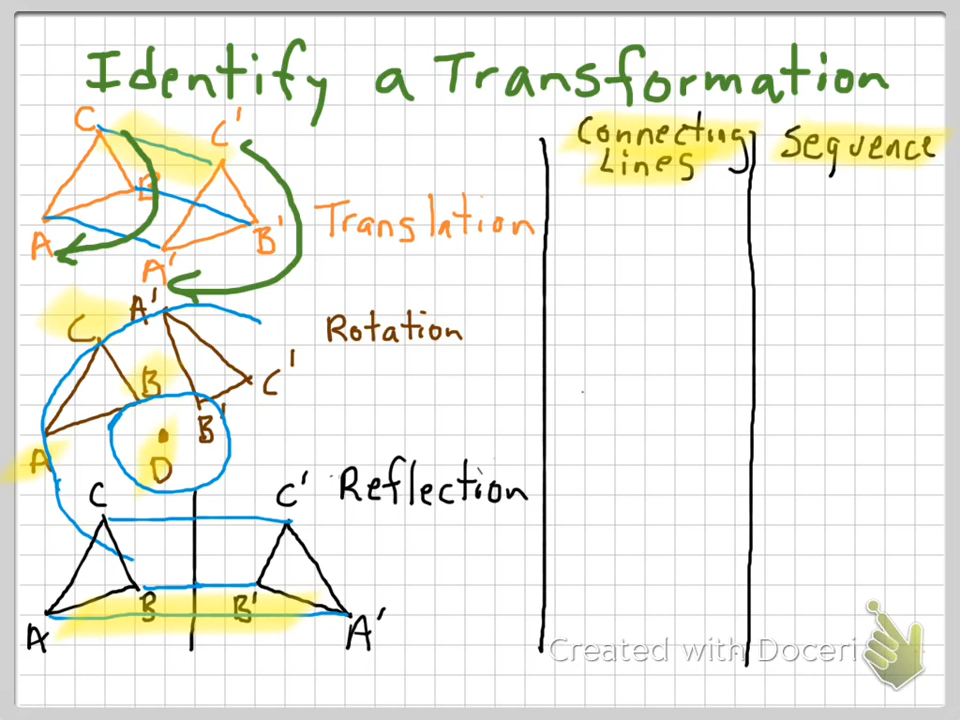 Identify a Transformation
Connecting
Lines
Sequence
C
C'
B
A
B'
A'
Translation
A'
C
Rotation
B
C'
B'
A
D
C
C'
Reflection
B
B'
A
A'
Created with Doceri